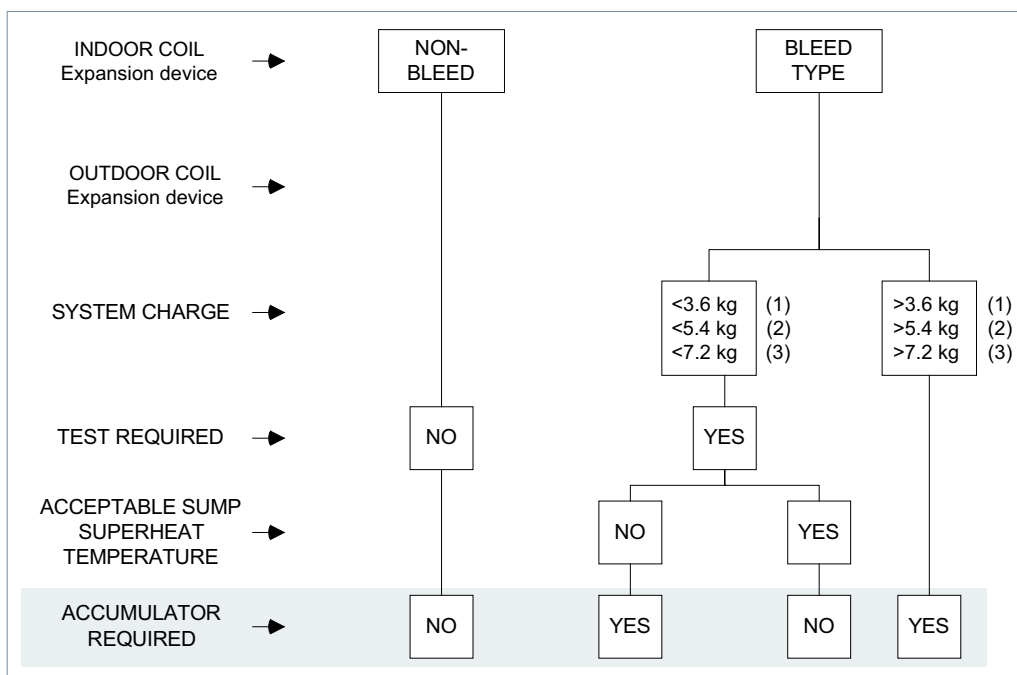 INDOOR COIL
Expansion device
NON-
BLEED
BLEED
TYPE
OUTDOOR COIL
Expansion device
SYSTEM CHARGE
<3.6 kg (1)
<5.4 kg (2)
<7.2 kg (3)
>3.6 kg (1)
>5.4 kg (2)
>7.2 kg (3)
TEST REQUIRED
NO
YES
ACCEPTABLE SUMP
SUPERHEAT
TEMPERATURE
NO
YES
ACCUMULATOR
REQUIRED
NO
YES
NO
YES